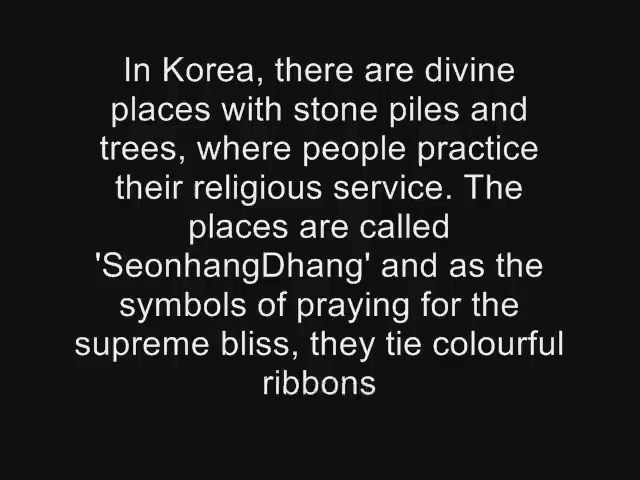 In Korea, there are divine
places with stone piles and
trees, where people practice
their religious service. The
places are called
'SeonhangDhang' and as the
symbols of praying for the
supreme bliss, they tie colourful
ribbons